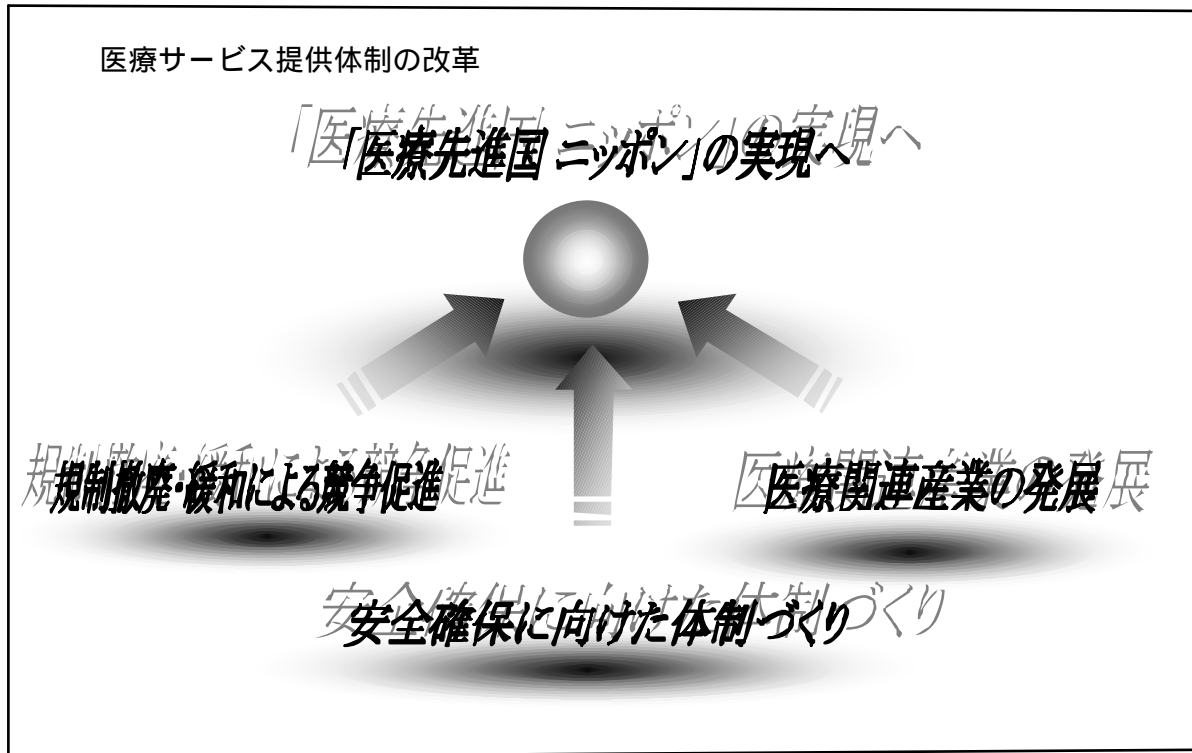 医療サービス提供体制の改革
「医療先進国 ニッポン」の実現へ
規制撤廃・緩和による競争促進
医療関連産業の発展
安全確保に向けた体制づくり